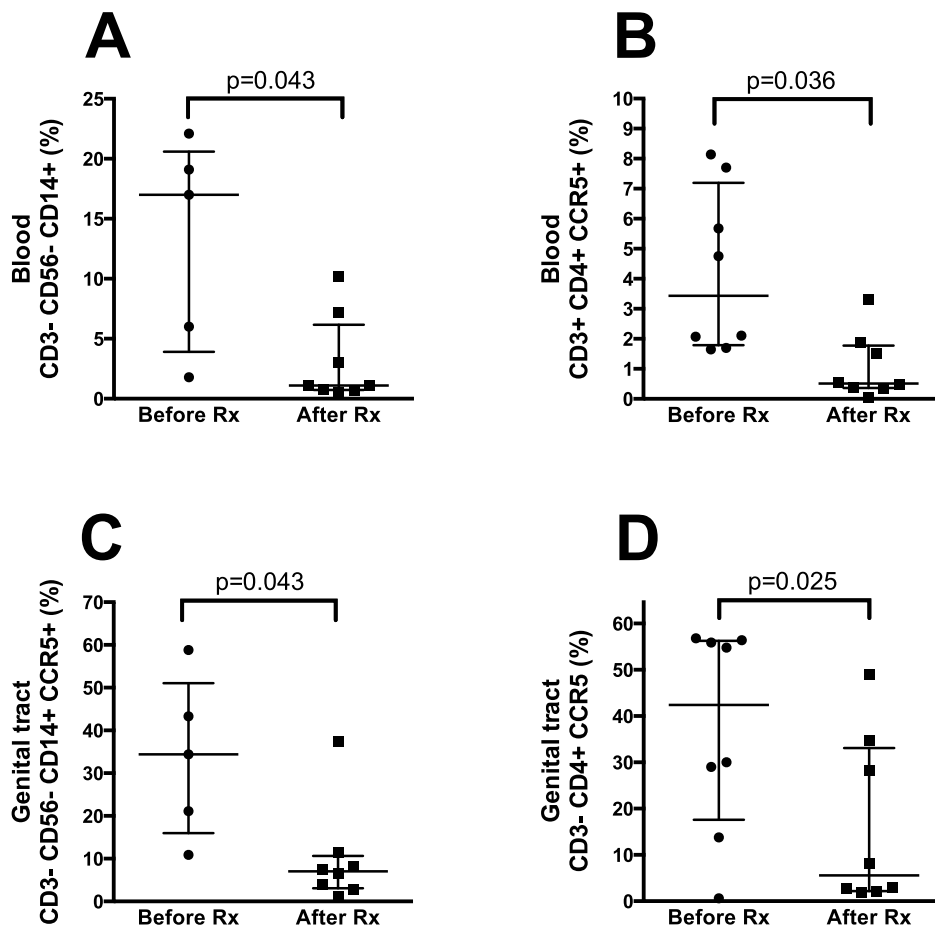 A
p=0.043
Blood
CD3- CD56- CD14+ (%)
25
20
15
10
5
0
Before Rx
After Rx
B
p=0.036
Blood
CD3+ CD4+ CCR5+ (%)
10
9
8
7
6
5
4
3
2
1
0
Before Rx
After Rx
C
p=0.043
Genital tract
CD3- CD56- CD14+ CCR5+ (%)
70
60
50
40
30
20
10
0
Before Rx
After Rx
D
p=0.025
Genital tract
CD3- CD4+ CCR5 (%)
60
50
40
30
20
10
0
Before Rx
After Rx